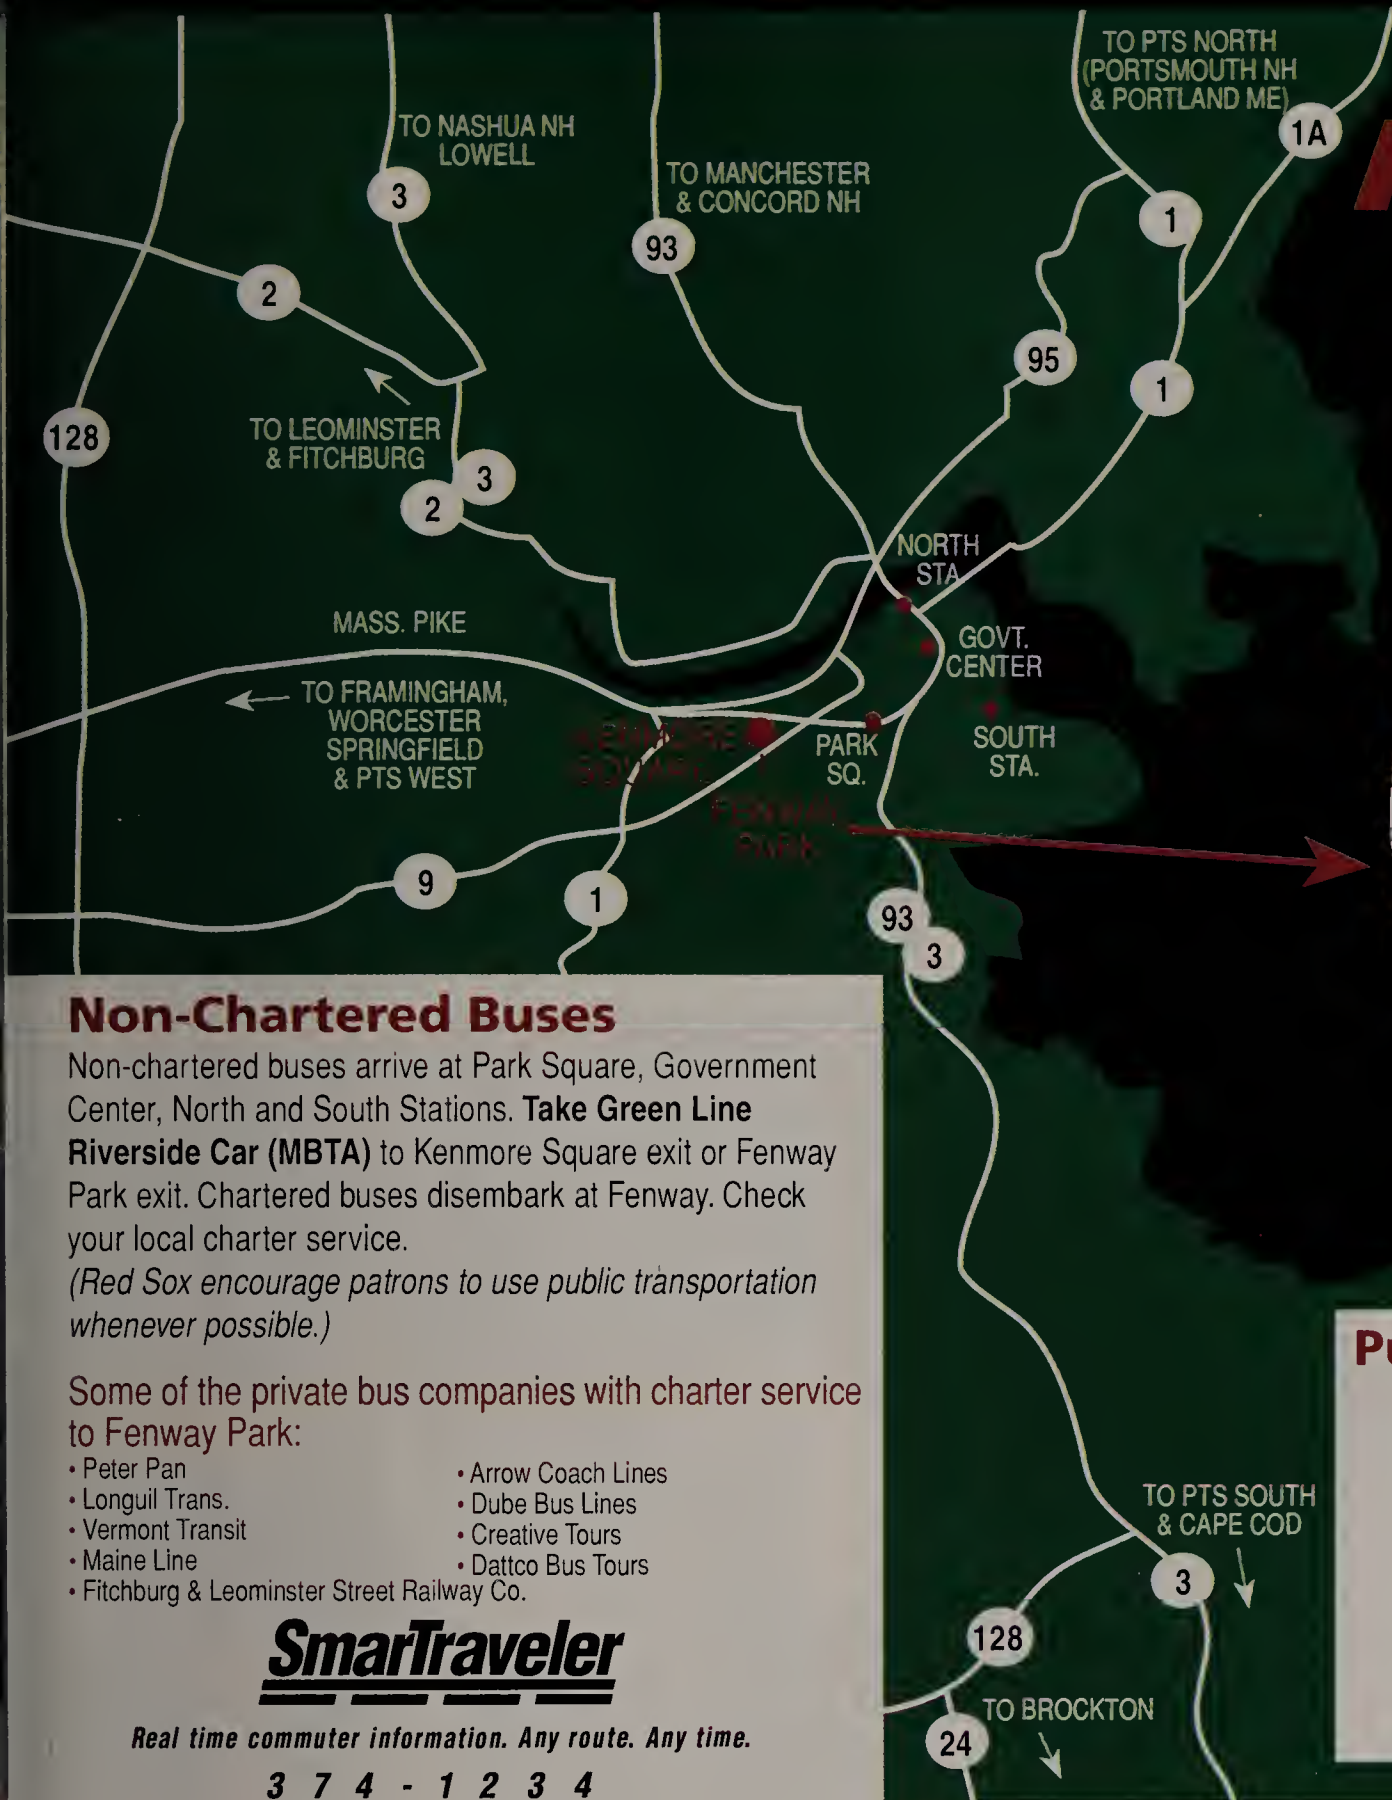 TO PTS NORTH
(PORTSMOUTH NH
& PORTLAND ME)
1A
TO NASHUA NH
LOWELL
3
TO MANCHESTER
& CONCORD NH
93
1
2
95
1
128
TO LEOMINSTER
& FITCHBURG
3
2
NORTH
STA.
MASS. PIKE
GOVT.
CENTER
TO FRAMINGHAM,
WORCESTER
SPRINGFIELD
& PTS WEST
KENMORE
SQUARE
PARK
SQ.
SOUTH
STA.
FENWAY
PARK
9
1
93
3
Non-Chartered Buses
Non-chartered buses arrive at Park Square, Government
Center, North and South Stations. Take Green Line
Riverside Car (MBTA) to Kenmore Square exit or Fenway
Park exit. Chartered buses disembark at Fenway. Check
your local charter service.
(Red Sox encourage patrons to use public transportation
whenever possible.)
Some of the private bus companies with charter service
to Fenway Park:
• Peter Pan
• Longuil Trans.
• Vermont Transit
• Maine Line
• Fitchburg & Leominster Street Railway Co.
• Arrow Coach Lines
• Dube Bus Lines
• Creative Tours
• Dattco Bus Tours
SmarTraveler
Real time commuter information. Any route. Any time.
374-1234
TO PTS SOUTH
& CAPE COD
3
128
TO BROCKTON
24